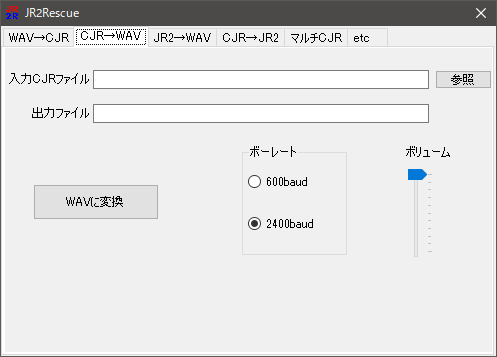 JR2Rescue
WAV→CJR CJR→WAV JR2→WAV CJR→JR2 マルチCJR etc
入力CJRファイル 参照
出力ファイル
ボーレート ボリューム
600baud
WAVに変換
2400baud